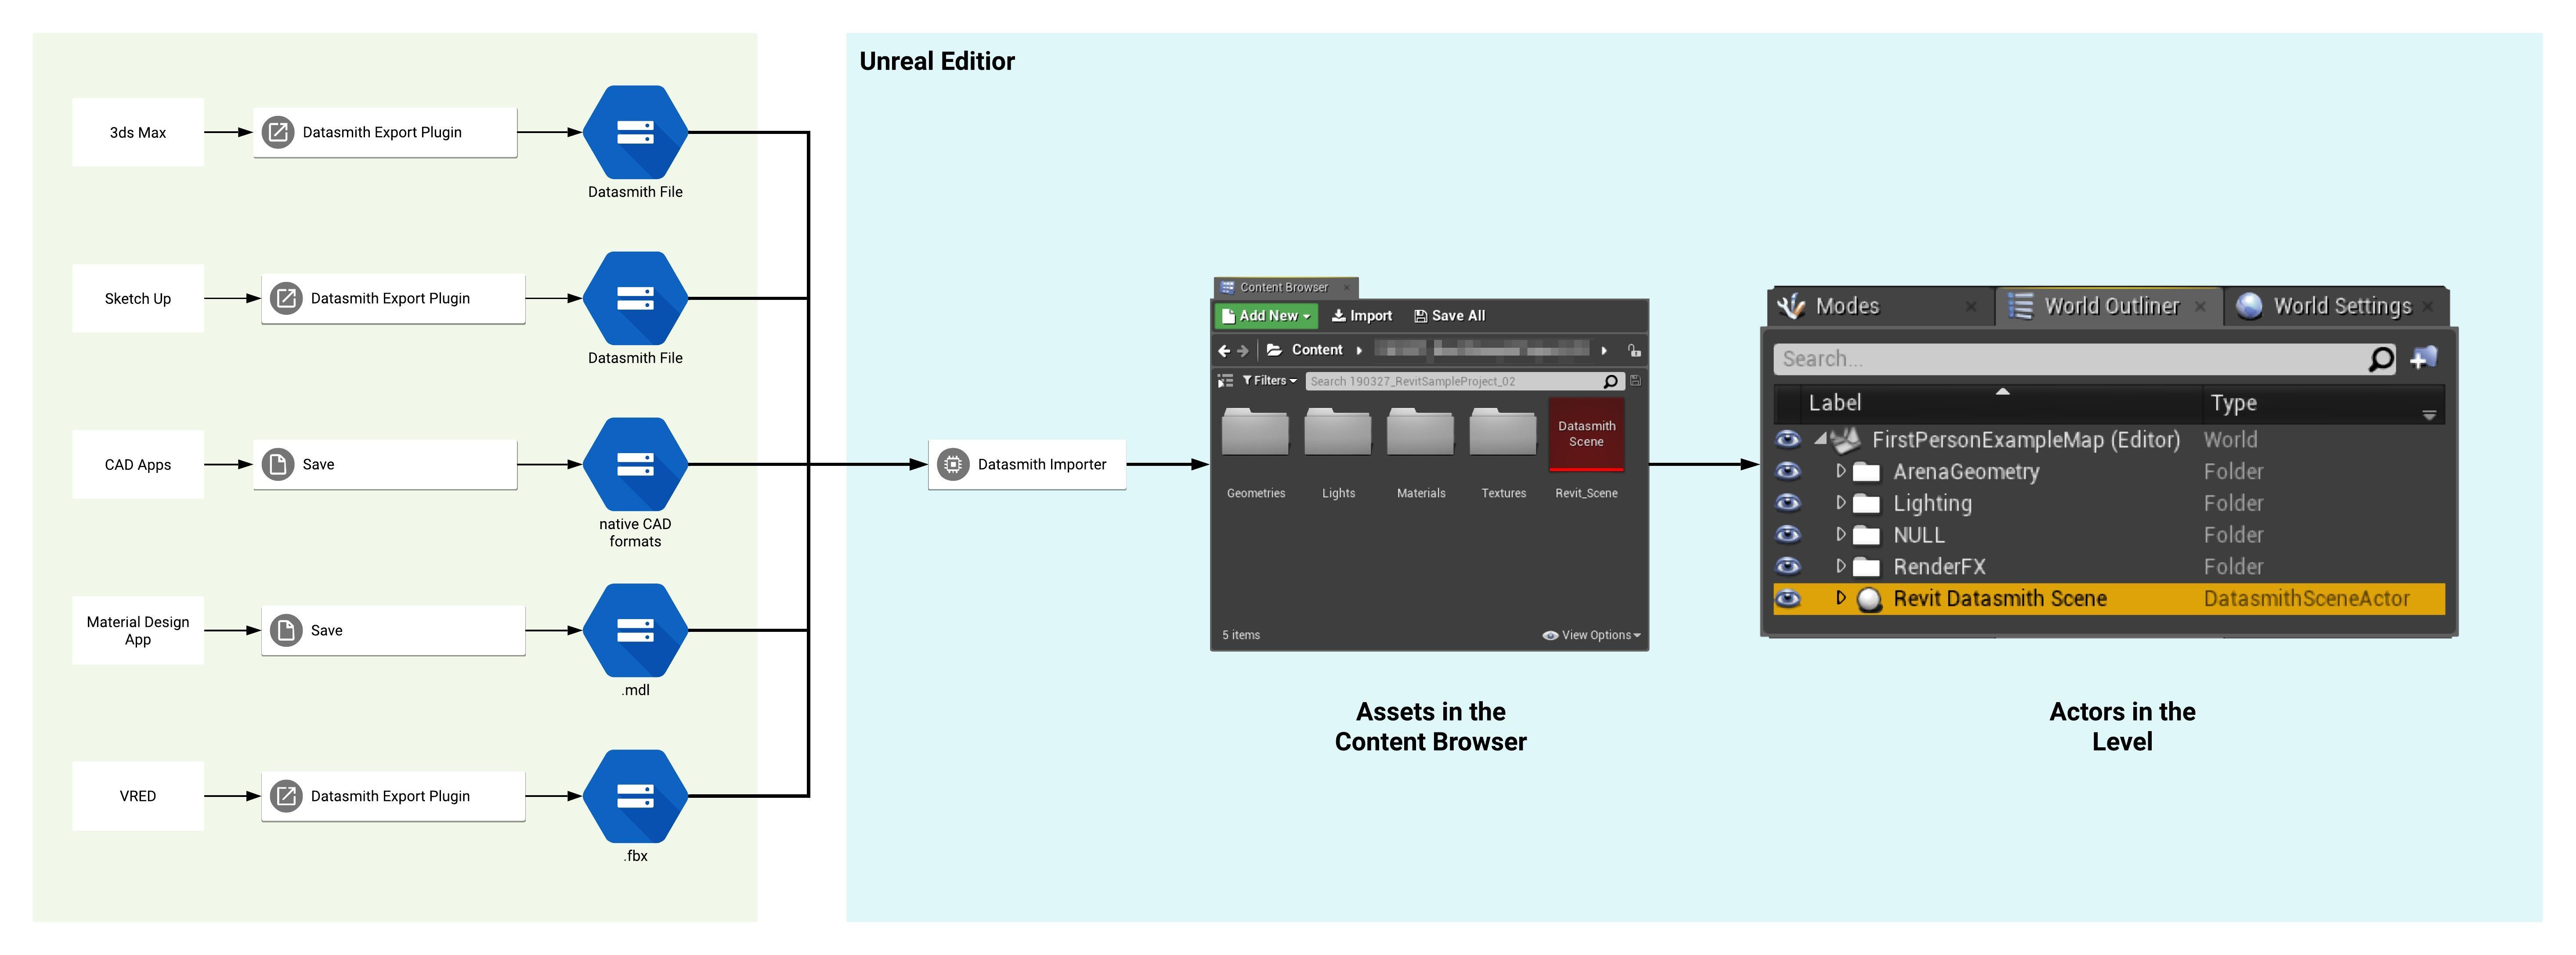 Unreal Editior
3ds Max
Datasmith Export Plugin
Datasmith File
Sketch Up
Datasmith Export Plugin
Datasmith File
CAD Apps
Save
native CAD
formats
Material Design
App
Save
.mdl
VRED
Datasmith Export Plugin
.fbx
Datasmith Importer
Content Browser
Add New
Import
Save All
Content
Filters
Search 190327_RevitSampleProject_02
Datasmith
Scene
Geometries
Lights
Materials
Textures
Revit_Scene
5 items
View Options
Assets in the
Content Browser
Modes
World Outliner
World Settings
Search...
Label
Type
FirstPersonExampleMap (Editor)
World
ArenaGeometry
Folder
Lighting
Folder
NULL
Folder
RenderFX
Folder
Revit Datasmith Scene
DatasmithSceneActor
Actors in the
Level